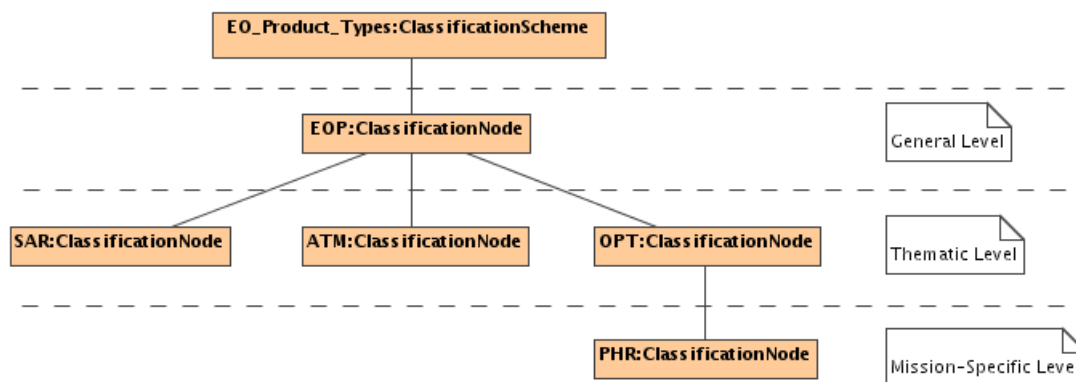 EO_Product_Types:ClassificationScheme
EOP:ClassificationNode
General Level
SAR:ClassificationNode
ATM:ClassificationNode
OPT:ClassificationNode
Thematic Level
PHR:ClassificationNode
Mission-Specific Leve